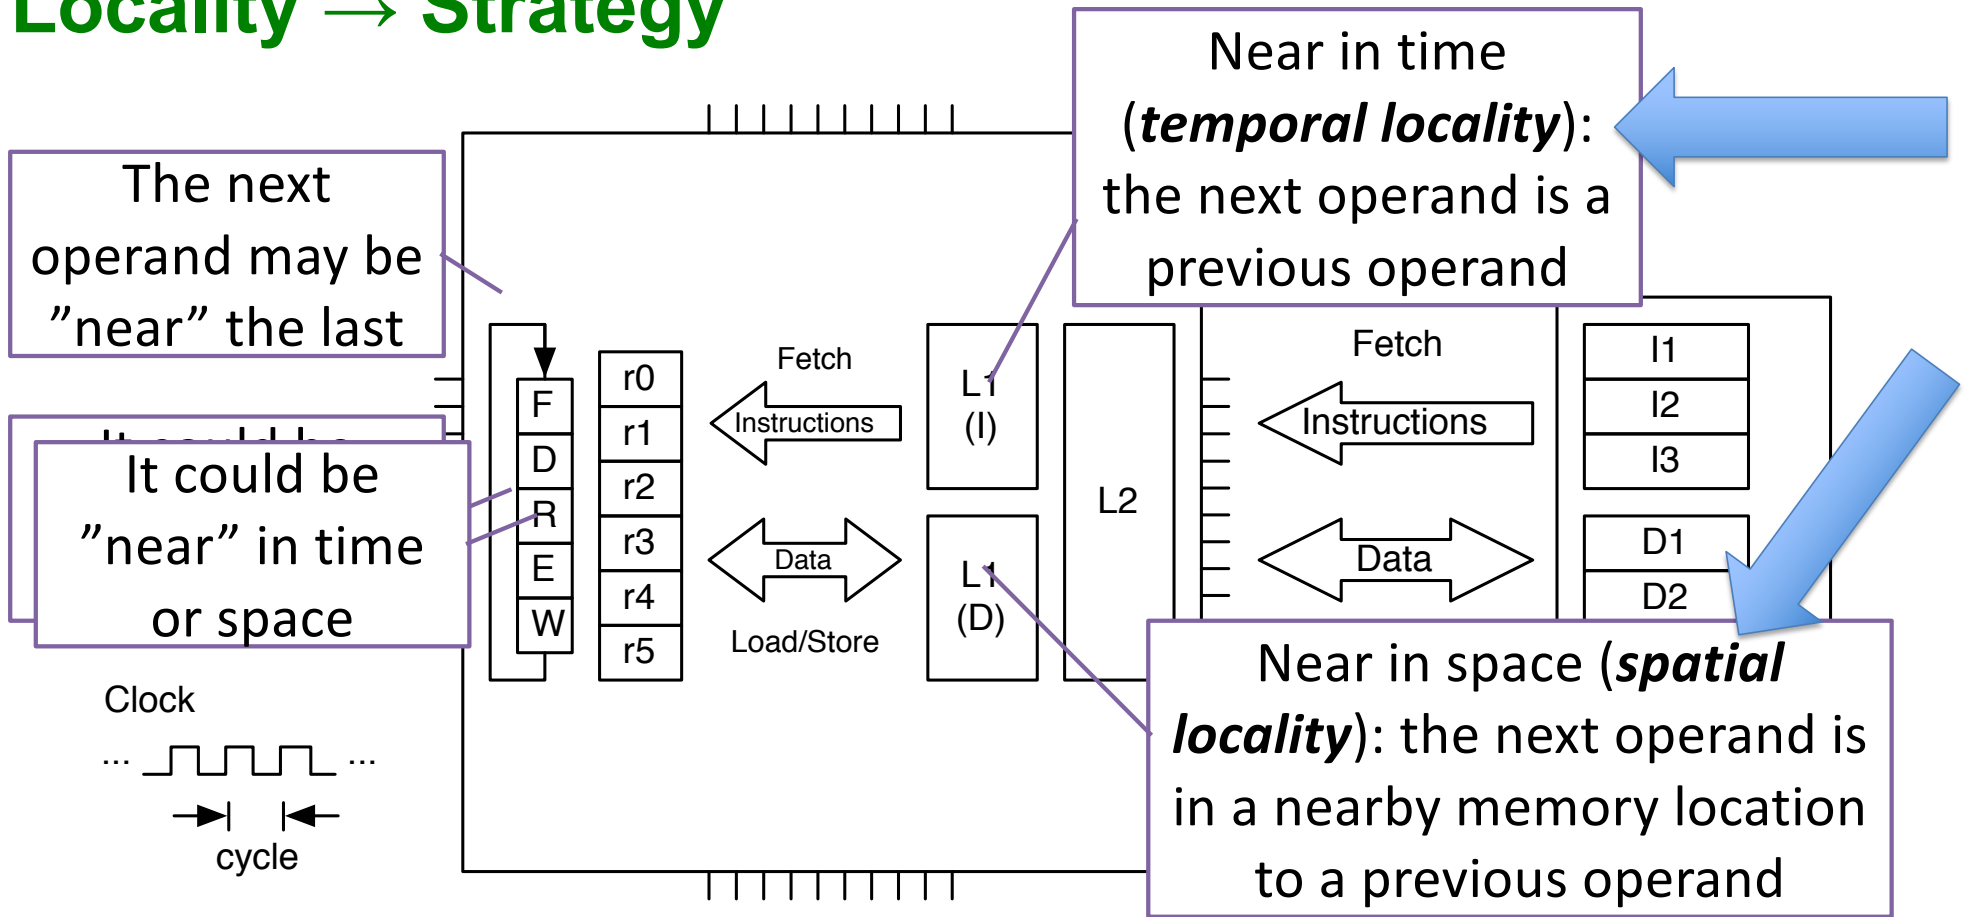 Locality → Strategy
Near in time
(temporal locality):
the next operand is a
previous operand
The next
operand may be
”near” the last
It could be
It could be
”near” in time
or space
F
D
R
E
W
r0
r1
r2
r3
r4
r5
Fetch
Instructions
Data
Load/Store
L1
(I)
L1
(D)
L2
Fetch
Instructions
Data
I1
I2
I3
D1
D2
Near in space (spatial
locality): the next operand is
in a nearby memory location
to a previous operand
Clock
... ...
cycle